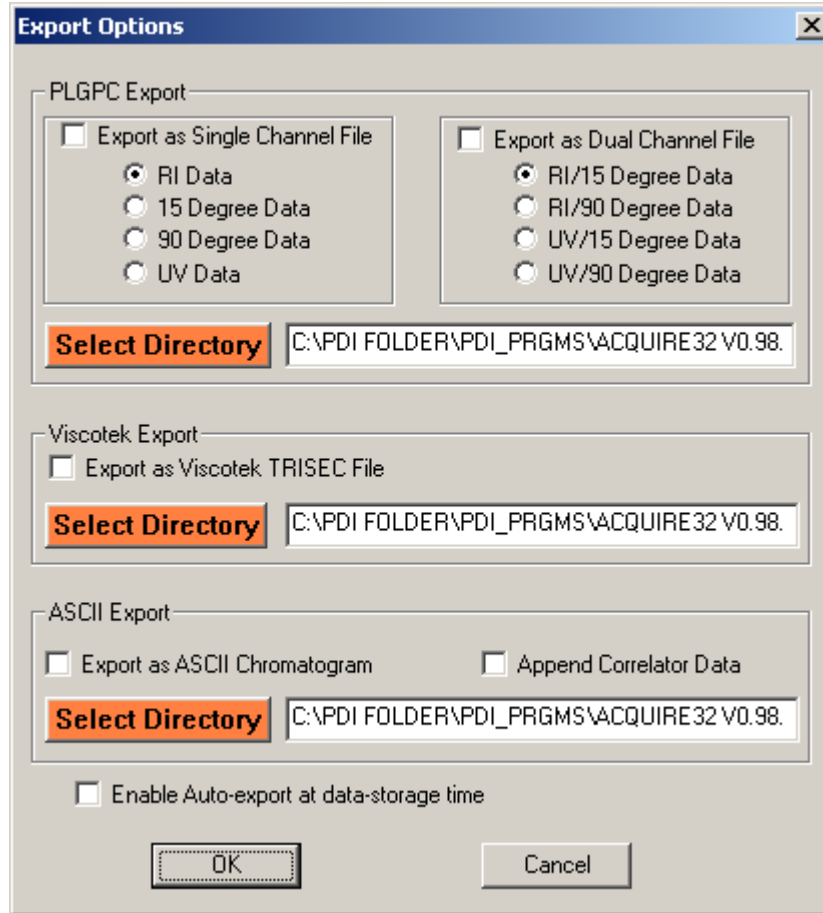 Export Options
PLGPC Export
Export as Single Channel File
RI Data
15 Degree Data
90 Degree Data
UV Data
Export as Dual Channel File
RI/15 Degree Data
RI/90 Degree Data
UV/15 Degree Data
UV/90 Degree Data
Select Directory
C:\PDI FOLDER\PDI_PRGMS\ACQUIRE32 V0.98.
Viscotek Export
Export as Viscotek TRISEC File
Select Directory
C:\PDI FOLDER\PDI_PRGMS\ACQUIRE32 V0.98.
ASCII Export
Export as ASCII Chromatogram
Append Correlator Data
Select Directory
C:\PDI FOLDER\PDI_PRGMS\ACQUIRE32 V0.98.
Enable Auto-export at data-storage time
OK
Cancel